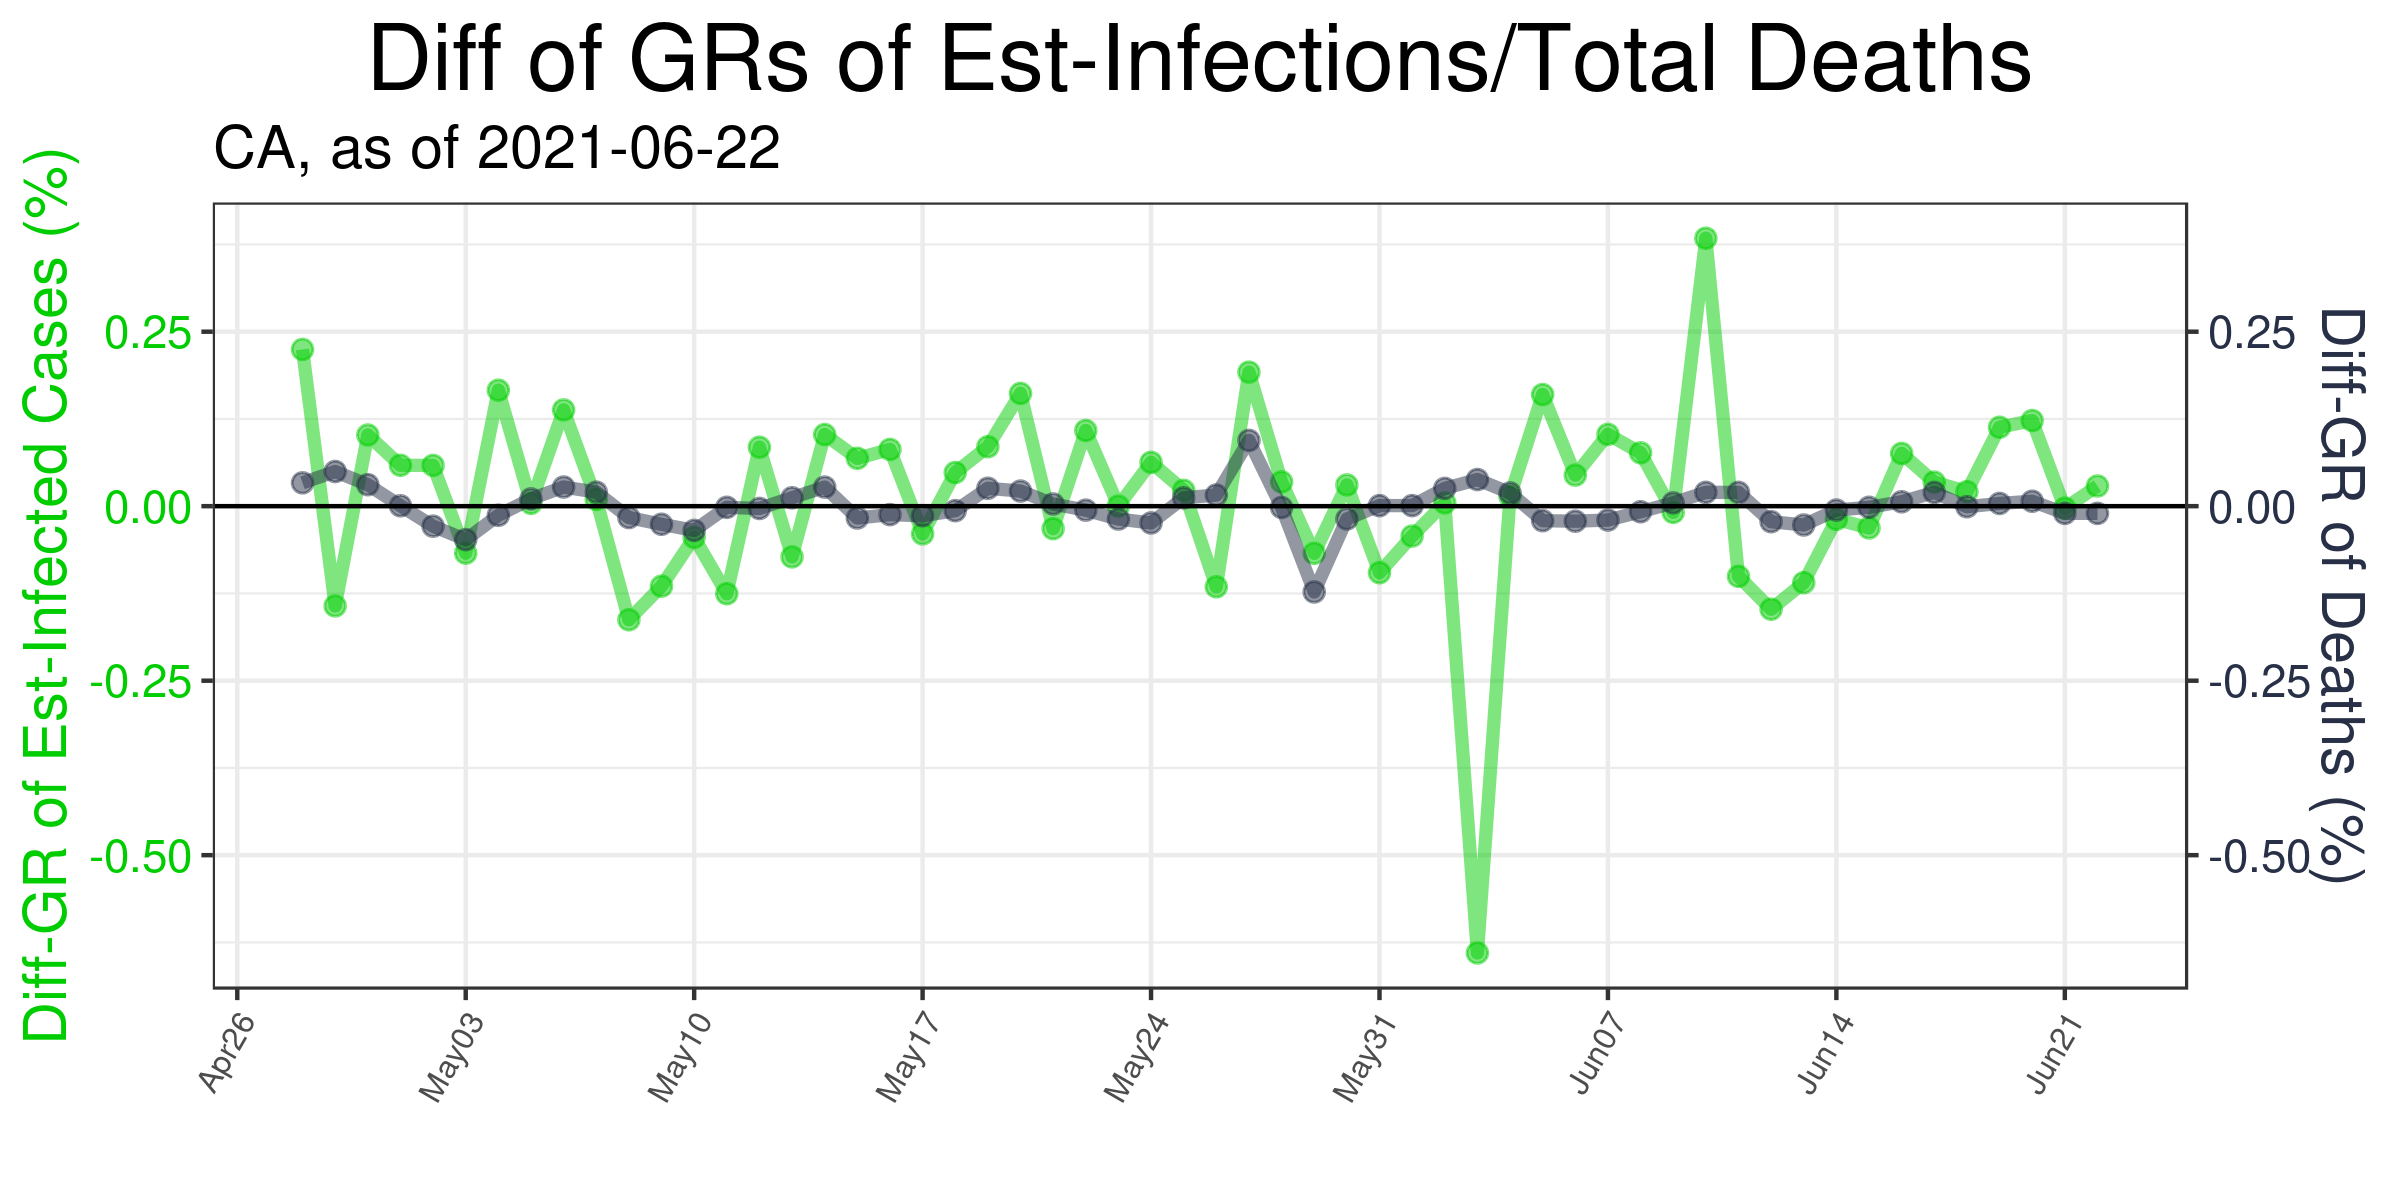 Diff of GRs of Est-Infections/Total Deaths
CA, as of 2021-06-22
Diff-GR of Est-Infected Cases (%)
0.25
0.00
-0.25
-0.50
0.25
0.00
-0.25
-0.50
Diff-GR of Deaths (%)
Apr26
May03
May10
May17
May24
May31
Jun07
Jun14
Jun21